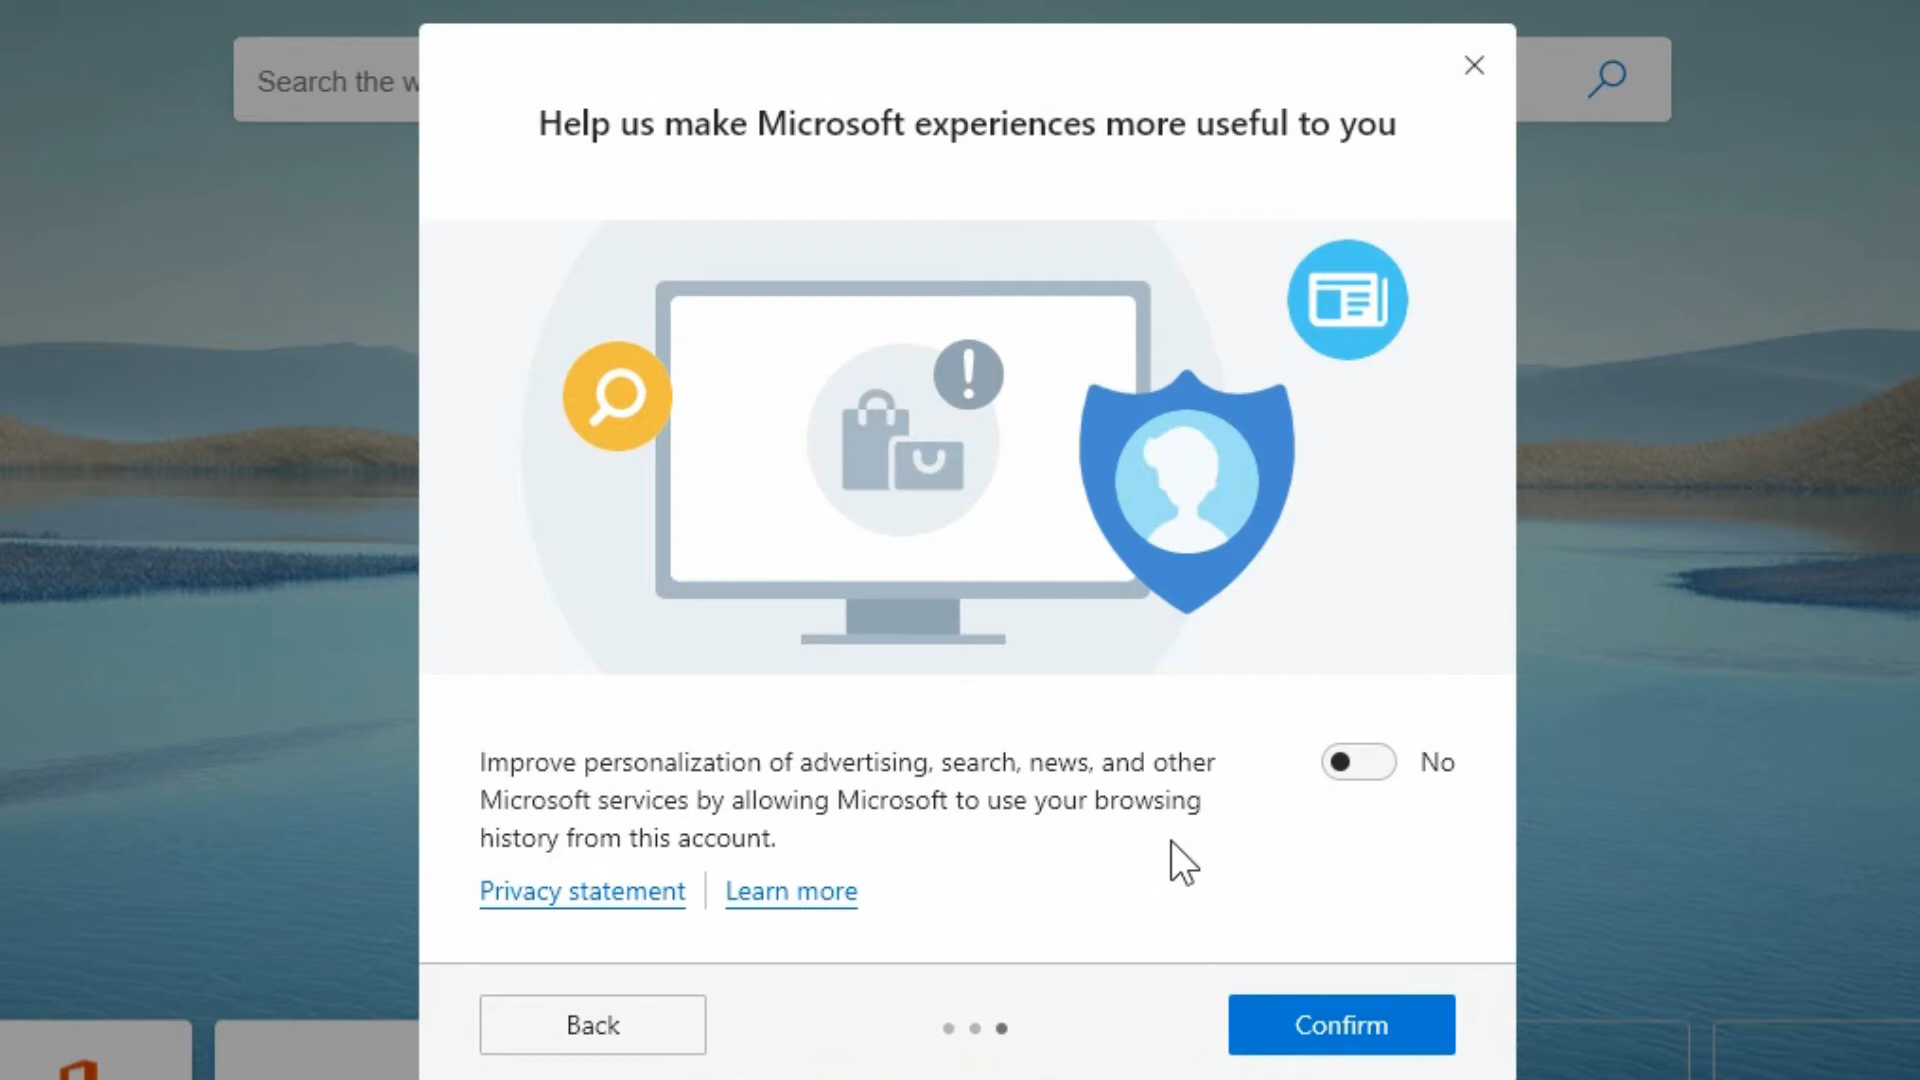 Search the w
Help us make Microsoft experiences more useful to you
Improve personalization of advertising, search, news, and other
Microsoft services by allowing Microsoft to use your browsing
history from this account.
No
Privacy statement
Learn more
Back
Confirm